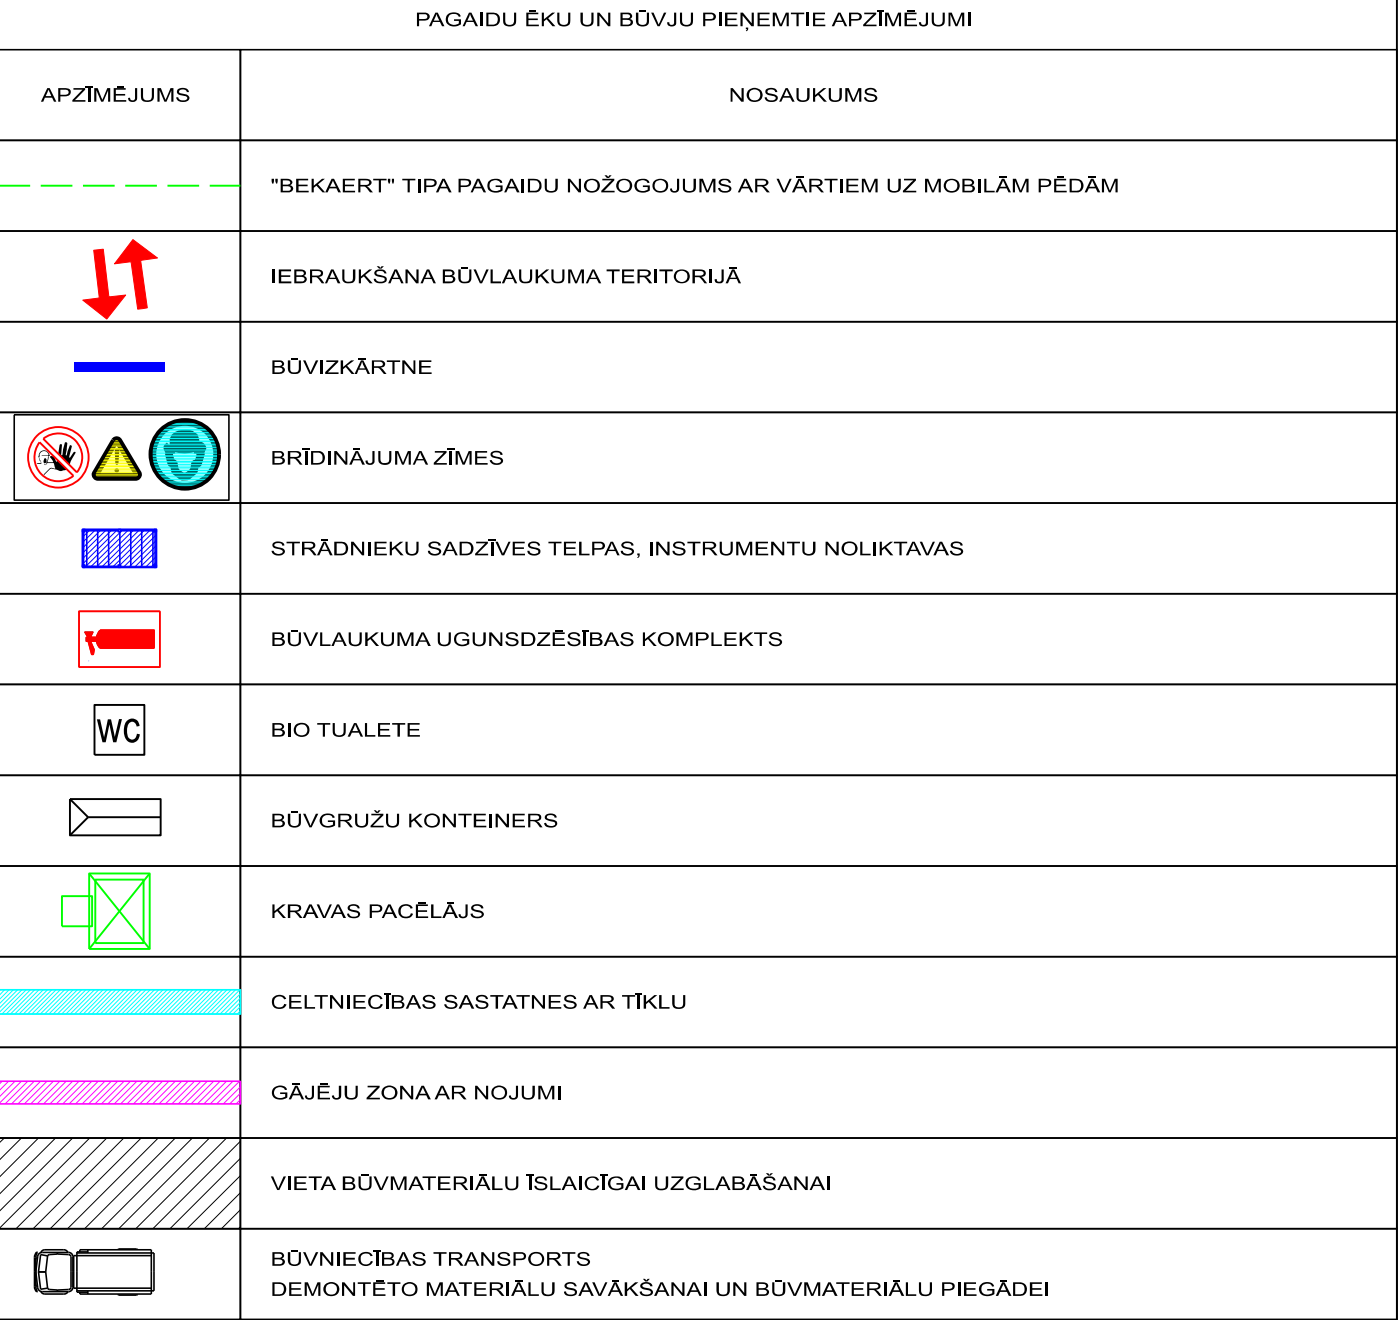 PAGAIDU ĒKU UN BŪVJU PIEŅEMTIE APZĪMĒJUMI
APZĪMĒJUMS
NOSAUKUMS
"BEKAERT" TIPA PAGAIDU NOŽOGOJUMS AR VĀRTIEM UZ MOBILĀM PĒDĀM
IEBRAUKŠANA BŪVLAUKUMA TERITORIJĀ
BŪVIZKĀRTNE
BRĪDINĀJUMA ZĪMES
STRĀDNIEKU SADZĪVES TELPAS, INSTRUMENTU NOLIKTAVAS
BŪVLAUKUMA UGUNSDZĒSĪBAS KOMPLEKTS
WC
BIO TUALETE
BŪVGRUŽU KONTEINERS
KRAVAS PACĒLĀJS
CELTNIECĪBAS SASTATNES AR TĪKLU
GĀJĒJU ZONA AR NOJUMI
VIETA BŪVMATERIĀLU ĪSLAICĪGAI UZGLABĀŠANAI
BŪVNIECĪBAS TRANSPORTS
DEMONTĒTO MATERIĀLU SAVĀKŠANAI UN BŪVMATERIĀLU PIEGĀDEI